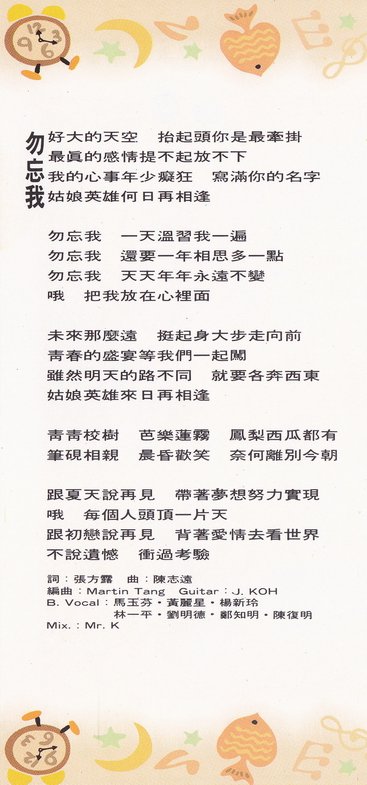 勿忘我
好大的天空　抬起頭你是最牽掛
最真的感情提不起放不下
我的心事年少癡狂　寫滿你的名字
姑娘英雄何日再相逢
勿忘我　一天溫習我一遍
勿忘我　還要一年相思多一點
勿忘我　天天年年永遠不變
哦　把我放在心裡面
未來那麼遠　挺起身大步走向前
青春的盛宴等我們一起闖
雖然明天的路不同　就要各奔西東
姑娘英雄來日再相逢
青青校樹　芭樂蓮霧　鳳梨西瓜都有
筆硯相親　晨昏歡笑　奈何離別今朝
跟夏天說再見　帶著夢想努力實現
哦　每個人頭頂一片天
跟初戀說再見　背著愛情去看世界
不說遺憾　衝過考驗
詞：張方露　曲：陳志遠
編曲：Martin Tang　Guitar：J. KOH
B. Vocal：馬玉芬・黃麗星・楊新玲
林一平・劉明德・鄭知明・陳復明
Mix.：Mr. K